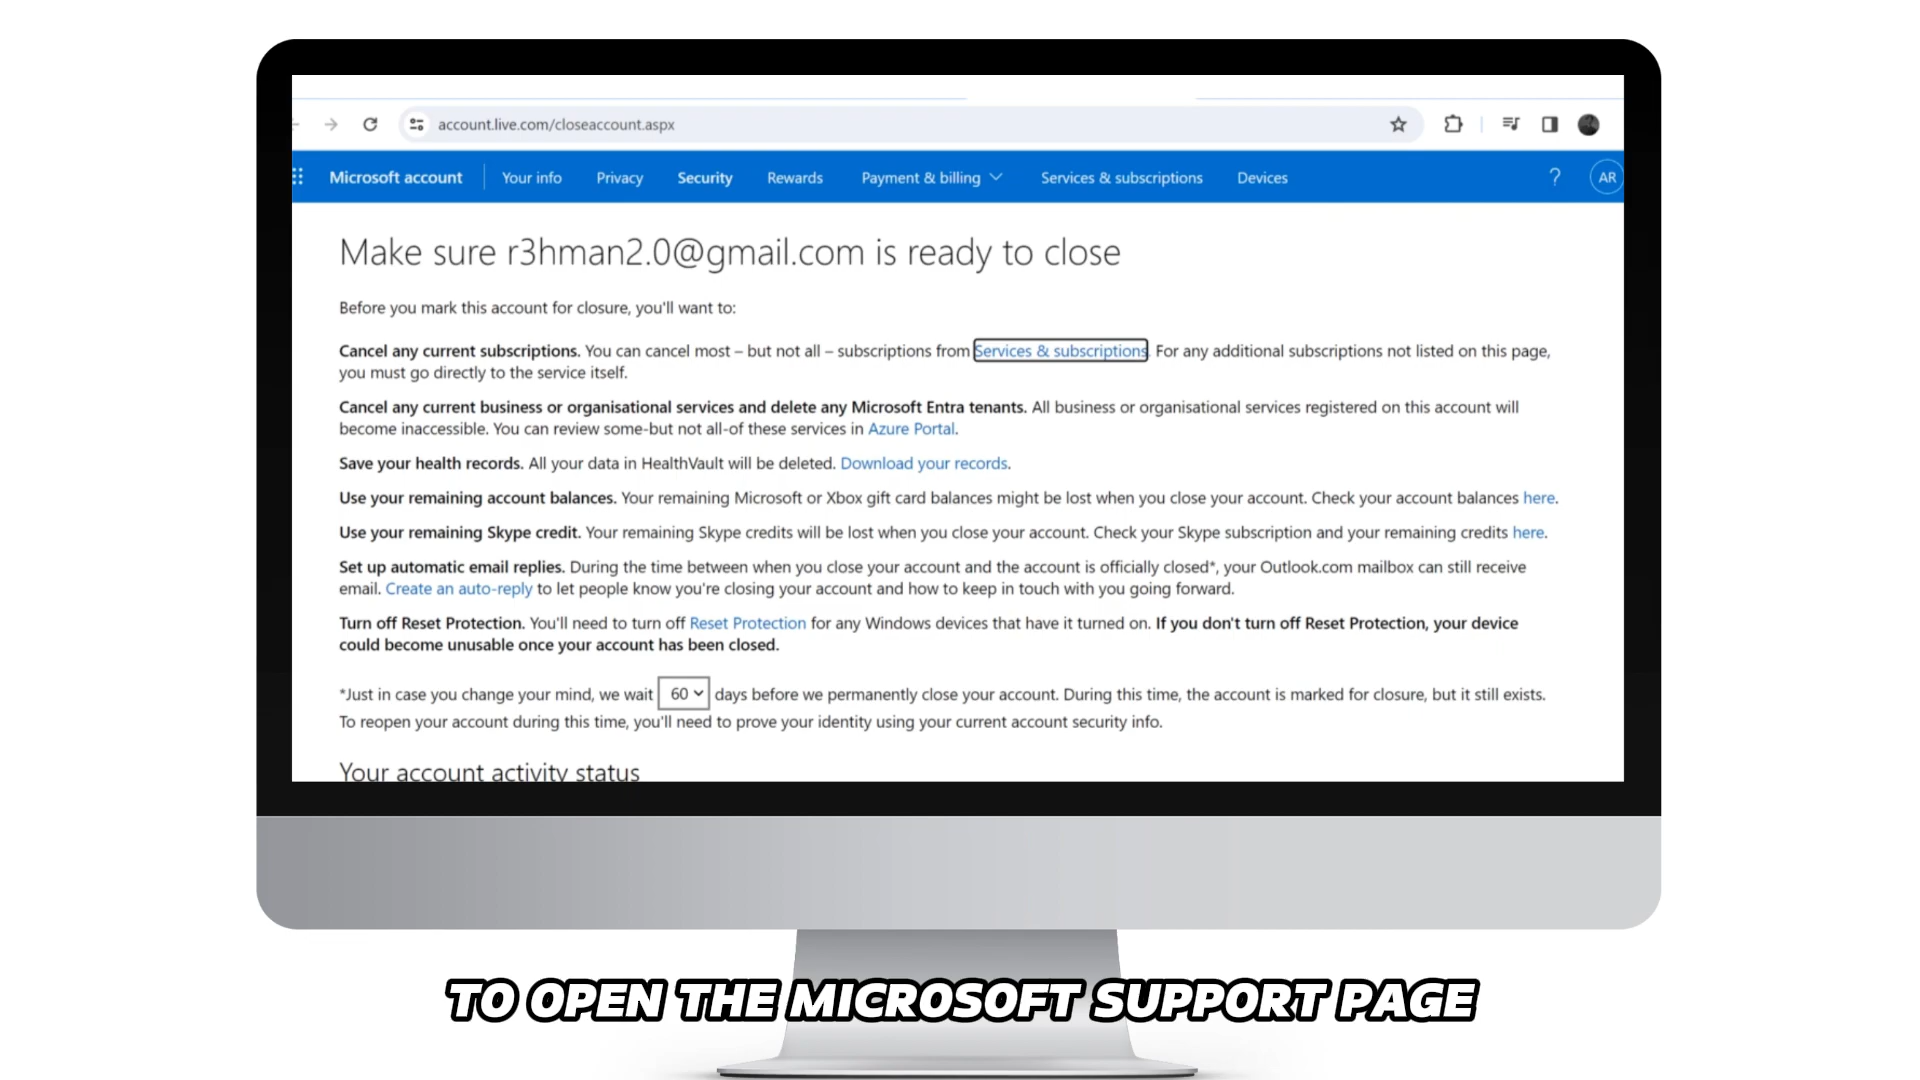 account.live.com/closeaccount.aspx
Microsoft account Your info Privacy Security Rewards Payment & billing Services & subscriptions Devices ? AR
Make sure r3hman2.0@gmail.com is ready to close
Before you mark this account for closure, you'll want to:
Cancel any current subscriptions. You can cancel most – but not all – subscriptions from Services & subscriptions. For any additional subscriptions not listed on this page,
you must go directly to the service itself.
Cancel any current business or organisational services and delete any Microsoft Entra tenants. All business or organisational services registered on this account will
become inaccessible. You can review some-but not all-of these services in Azure Portal.
Save your health records. All your data in HealthVault will be deleted. Download your records.
Use your remaining account balances. Your remaining Microsoft or Xbox gift card balances might be lost when you close your account. Check your account balances here.
Use your remaining Skype credit. Your remaining Skype credits will be lost when you close your account. Check your Skype subscription and your remaining credits here.
Set up automatic email replies. During the time between when you close your account and the account is officially closed*, your Outlook.com mailbox can still receive
email. Create an auto-reply to let people know you're closing your account and how to keep in touch with you going forward.
Turn off Reset Protection. You'll need to turn off Reset Protection for any Windows devices that have it turned on. If you don't turn off Reset Protection, your device
could become unusable once your account has been closed.
*Just in case you change your mind, we wait 60 days before we permanently close your account. During this time, the account is marked for closure, but it still exists.
To reopen your account during this time, you'll need to prove your identity using your current account security info.
Your account activity status
TO OPEN THE MICROSOFT SUPPORT PAGE